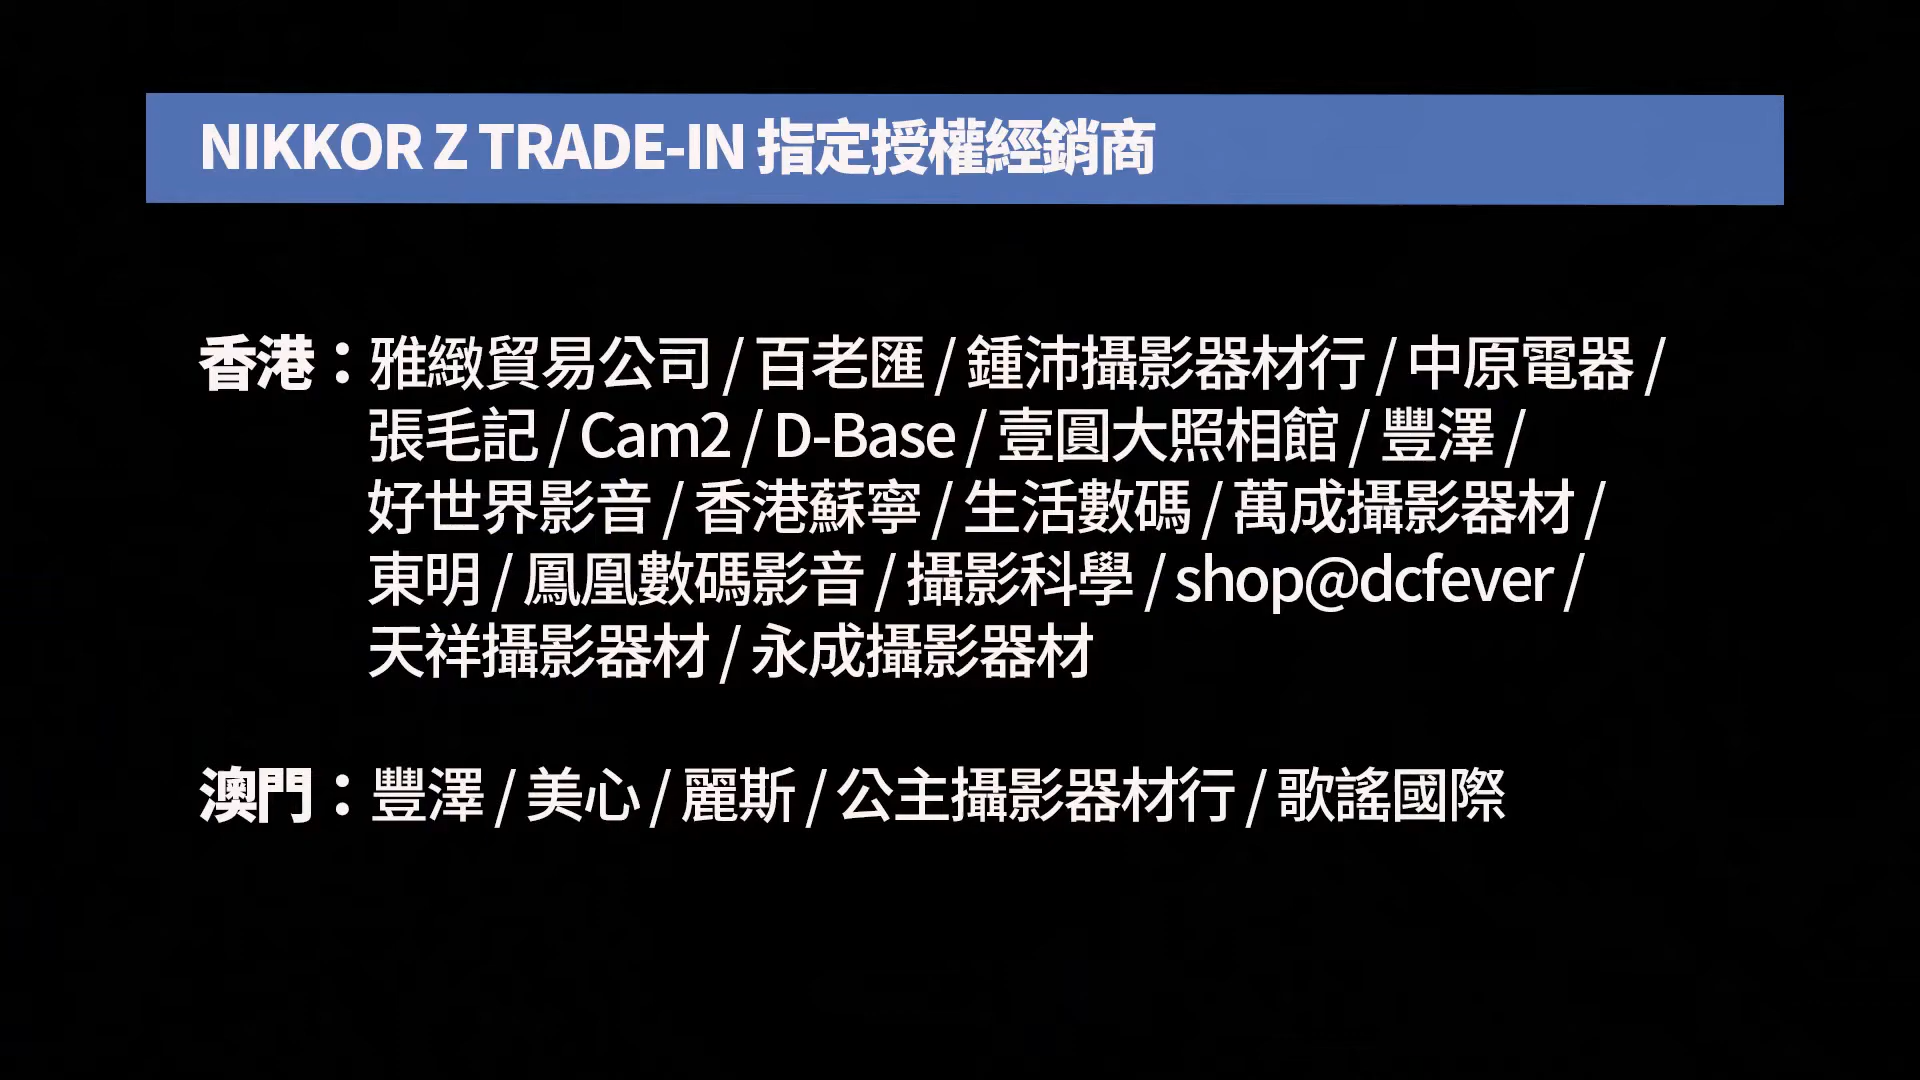 NIKKOR Z TRADE-IN 指定授權經銷商
香港：雅緻貿易公司 / 百老匯 / 鍾沛攝影器材行 / 中原電器 /
張毛記 / Cam2 / D-Base / 壹圓大照相館 / 豐澤 /
好世界影音 / 香港蘇寧 / 生活數碼 / 萬成攝影器材 /
東明 / 鳳凰數碼影音 / 攝影科學 / shop@dcfever /
天祥攝影器材 / 永成攝影器材
澳門：豐澤 / 美心 / 麗斯 / 公主攝影器材行 / 歌謠國際